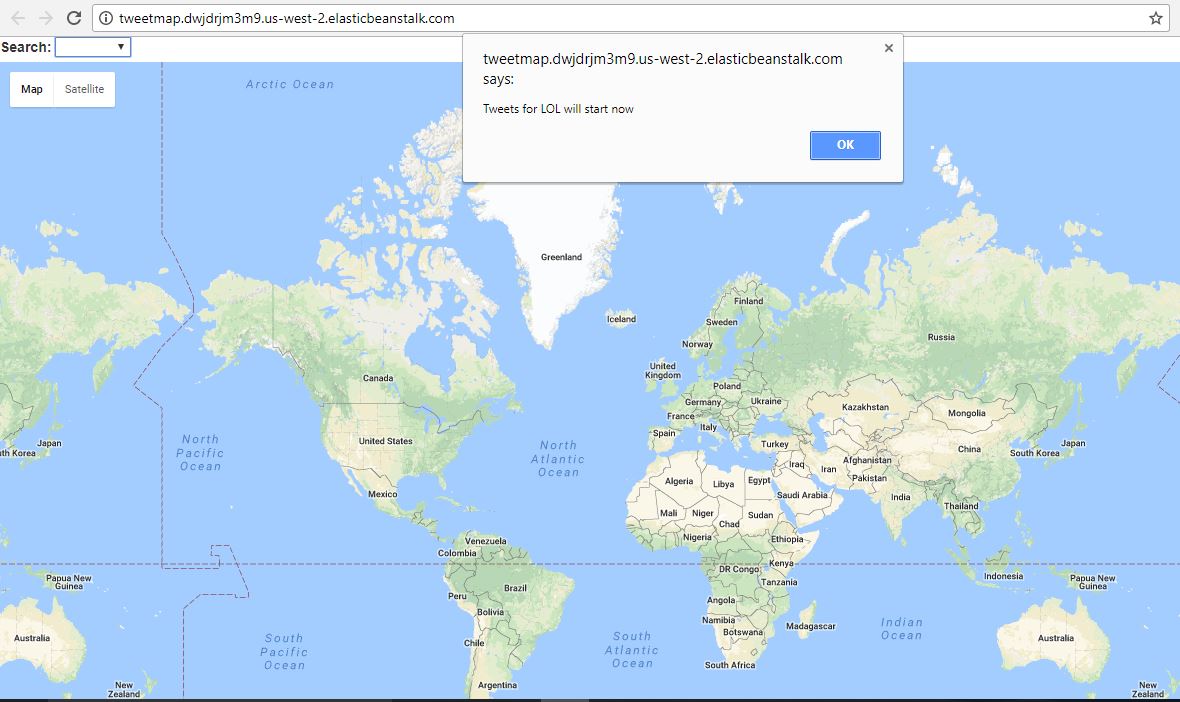 tweetmap.dwjdrjm3m9.us-west-2.elasticbeanstalk.com
Search:
tweetmap.dwjdrjm3m9.us-west-2.elasticbeanstalk.com
says:
Tweets for LOL will start now
OK
Map
Satellite
Arctic Ocean
Greenland
Iceland
Finland
Sweden
Norway
Russia
United
Kingdom
Canada
Poland
Germany
Ukraine
France
Kazakhstan
Mongolia
Italy
Spain
United States
North
Pacific
Ocean
North
Atlantic
Ocean
Turkey
Japan
uth Korea
Japan
South Korea
China
Afghanistan
Iraq
Iran
Pakistan
Algeria
Libya
Egypt
Saudi Arabia
India
Mexico
Mali
Niger
Chad
Sudan
Thailand
Nigeria
Ethiopia
Venezuela
Colombia
DR Congo
Kenya
Tanzania
Indonesia
Papua New
Guinea
Papua New
Guinea
Peru
Brazil
Angola
Bolivia
Namibia
Botswana
Madagascar
Indian
Ocean
Australia
Australia
South
Pacific
Ocean
Chile
South
Atlantic
Ocean
South Africa
Argentina
New
Zealand
New
Zealand